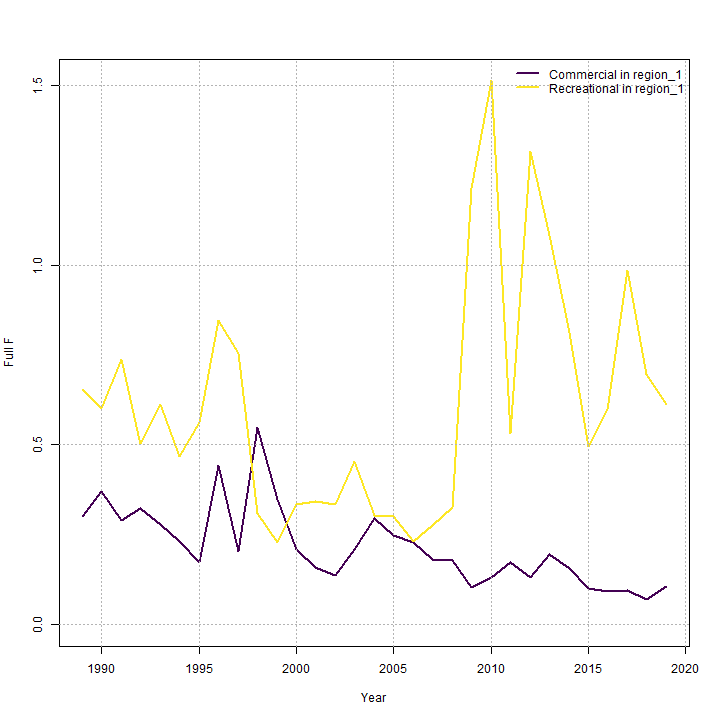 Commercial in region_1
Recreational in region_1
1.5
1.0
0.5
0.0
Full F
1990 1995 2000 2005 2010 2015 2020
Year